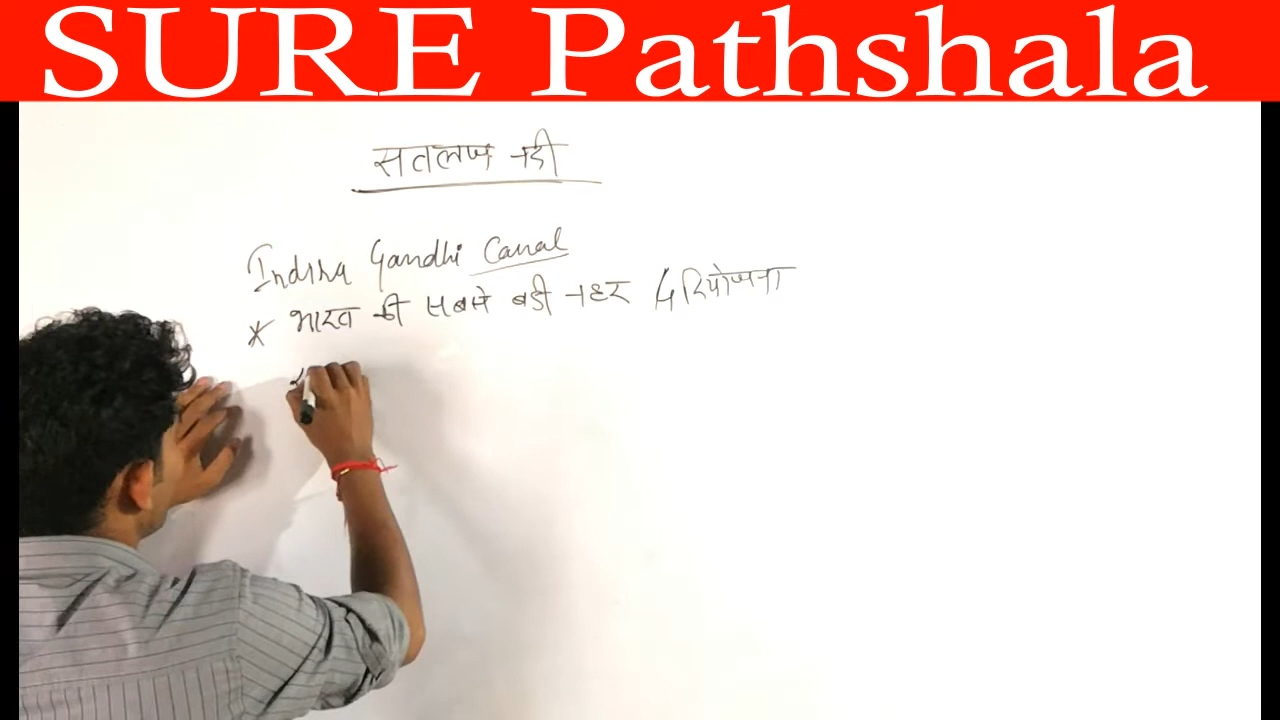 SURE Pathshala
सतलज नदी
Indira Gandhi Canal
* भारत की सबसे बडी नहर परियोजना